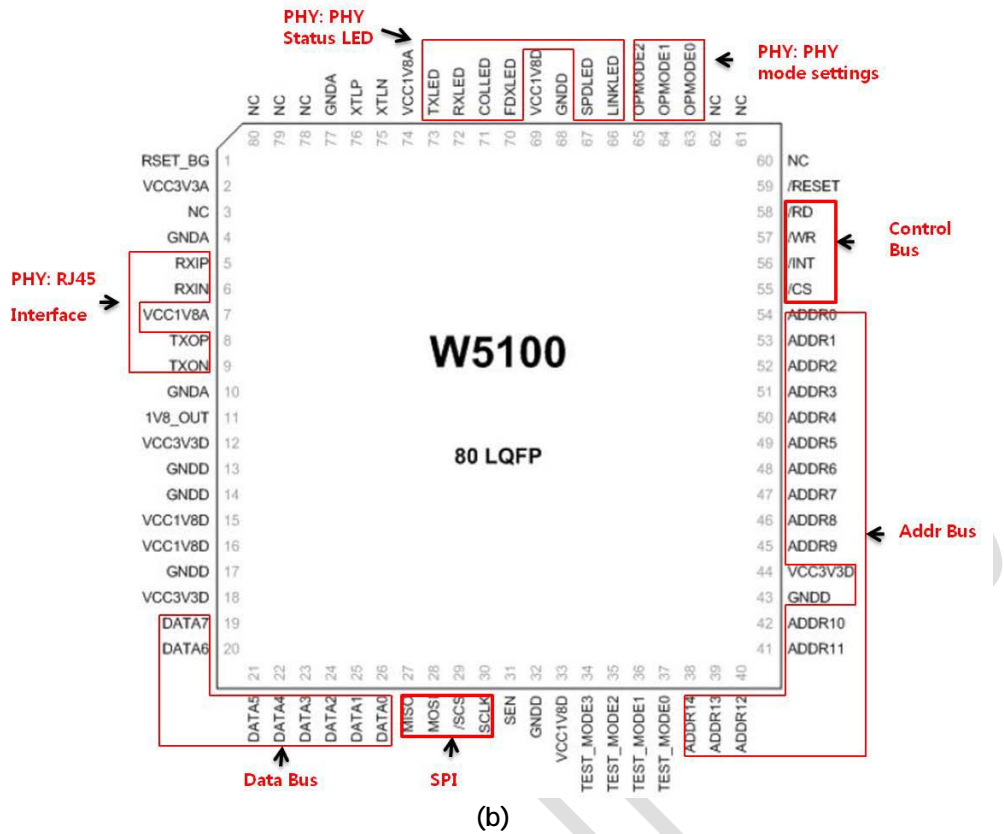 PHY: PHY
Status LED
PHY: PHY
mode settings
NC
NC
NC
GNDA
XTLP
XTLN
VCC1V8A
TXLED
RXLED
COLLED
FDXLED
VCC1V8D
GNDD
SPDLED
LINKLED
OPMODE2
OPMODE1
OPMODE0
NC
NC
80
79
78
77
76
75
74
73
72
71
70
69
68
67
66
65
64
63
62
61
RSET_BG 1
VCC3V3A 2
NC 3
GNDA 4
RXIP 5
RXIN 6
VCC1V8A 7
TXOP 8
TXON 9
GNDA 10
1V8_OUT 11
VCC3V3D 12
GNDD 13
GNDD 14
VCC1V8D 15
VCC1V8D 16
GNDD 17
VCC3V3D 18
DATA7 19
DATA6 20
PHY: RJ45
Interface
W5100
80 LQFP
60 NC
59 /RESET
58 /RD
57 /WR
56 /INT
55 /CS
54 ADDR0
53 ADDR1
52 ADDR2
51 ADDR3
50 ADDR4
49 ADDR5
48 ADDR6
47 ADDR7
46 ADDR8
45 ADDR9
44 VCC3V3D
43 GNDD
42 ADDR10
41 ADDR11
Control
Bus
Addr Bus
21
22
23
24
25
26
27
28
29
30
31
32
33
34
35
36
37
38
39
40
DATA5
DATA4
DATA3
DATA2
DATA1
DATA0
MISO
MOSI
/SCS
SCLK
SEN
GNDD
VCC1V8D
TEST_MODE3
TEST_MODE2
TEST_MODE1
TEST_MODE0
ADDR14
ADDR13
ADDR12
Data Bus
SPI
(b)